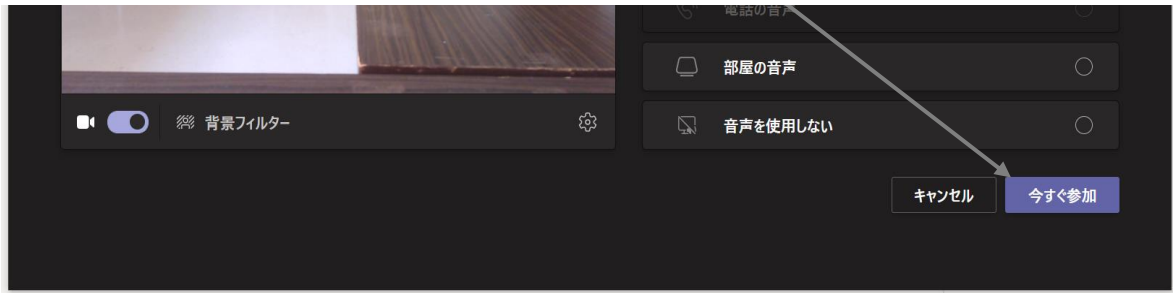 電話の音声
部屋の音声
背景フィルター
音声を使用しない
キャンセル
今すぐ参加